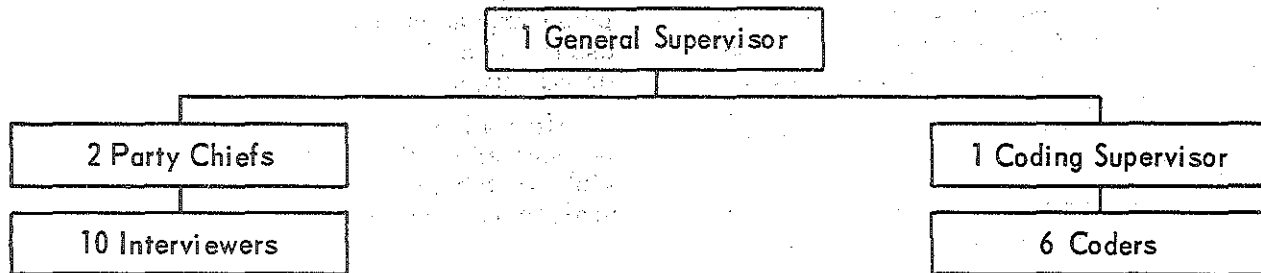 1 General Supervisor
2 Party Chiefs
1 Coding Supervisor
10 Interviewers
6 Coders